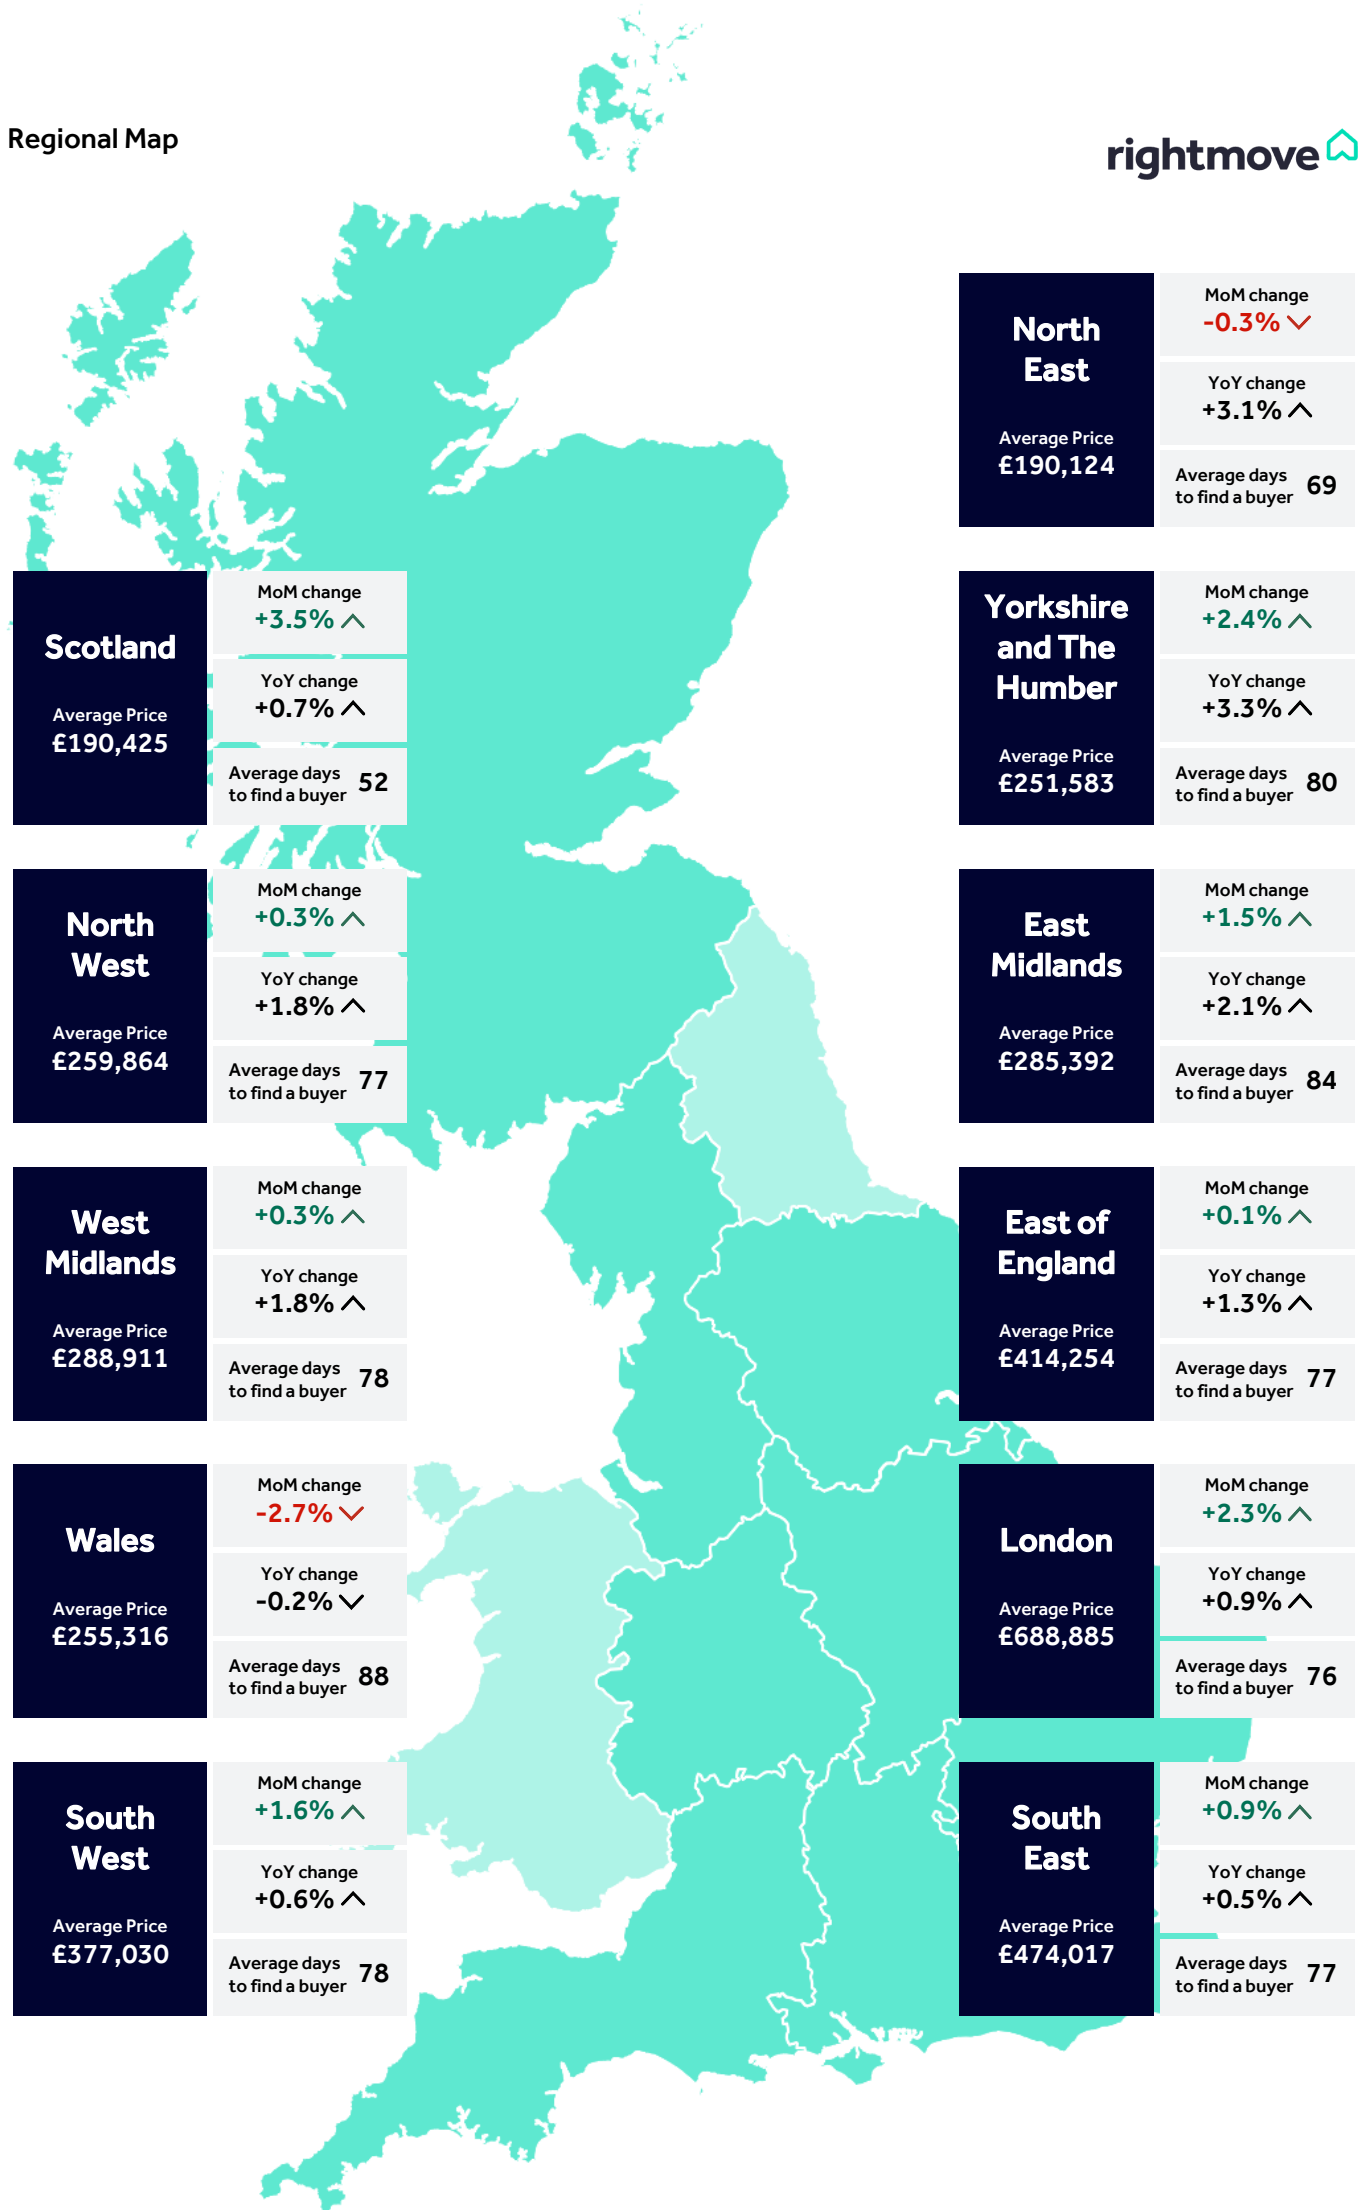 Regional Map
rightmove
North
East
Average Price
£190,124
MoM change
-0.3%
YoY change
+3.1%
Average days
to find a buyer 69
Scotland
Average Price
£190,425
MoM change
+3.5%
YoY change
+0.7%
Average days
to find a buyer 52
Yorkshire
and The
Humber
Average Price
£251,583
MoM change
+2.4%
YoY change
+3.3%
Average days
to find a buyer 80
North
West
Average Price
£259,864
MoM change
+0.3%
YoY change
+1.8%
Average days
to find a buyer 77
East
Midlands
Average Price
£285,392
MoM change
+1.5%
YoY change
+2.1%
Average days
to find a buyer 84
West
Midlands
Average Price
£288,911
MoM change
+0.3%
YoY change
+1.8%
Average days
to find a buyer 78
East of
England
Average Price
£414,254
MoM change
+0.1%
YoY change
+1.3%
Average days
to find a buyer 77
Wales
Average Price
£255,316
MoM change
-2.7%
YoY change
-0.2%
Average days
to find a buyer 88
London
Average Price
£688,885
MoM change
+2.3%
YoY change
+0.9%
Average days
to find a buyer 76
South
West
Average Price
£377,030
MoM change
+1.6%
YoY change
+0.6%
Average days
to find a buyer 78
South
East
Average Price
£474,017
MoM change
+0.9%
YoY change
+0.5%
Average days
to find a buyer 77